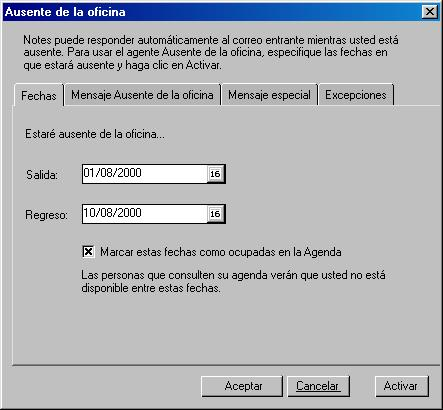 Ausente de la oficina
Notes puede responder automáticamente al correo entrante mientras usted está
ausente. Para usar el agente Ausente de la oficina, especifique las fechas en
que estará ausente y haga clic en Activar.
Fechas Mensaje Ausente de la oficina Mensaje especial Excepciones
Estaré ausente de la oficina...
Salida: 01/08/2000 16
Regreso: 10/08/2000 16
Marcar estas fechas como ocupadas en la Agenda
Las personas que consulten su agenda verán que usted no está
disponible entre estas fechas.
Aceptar Cancelar Activar